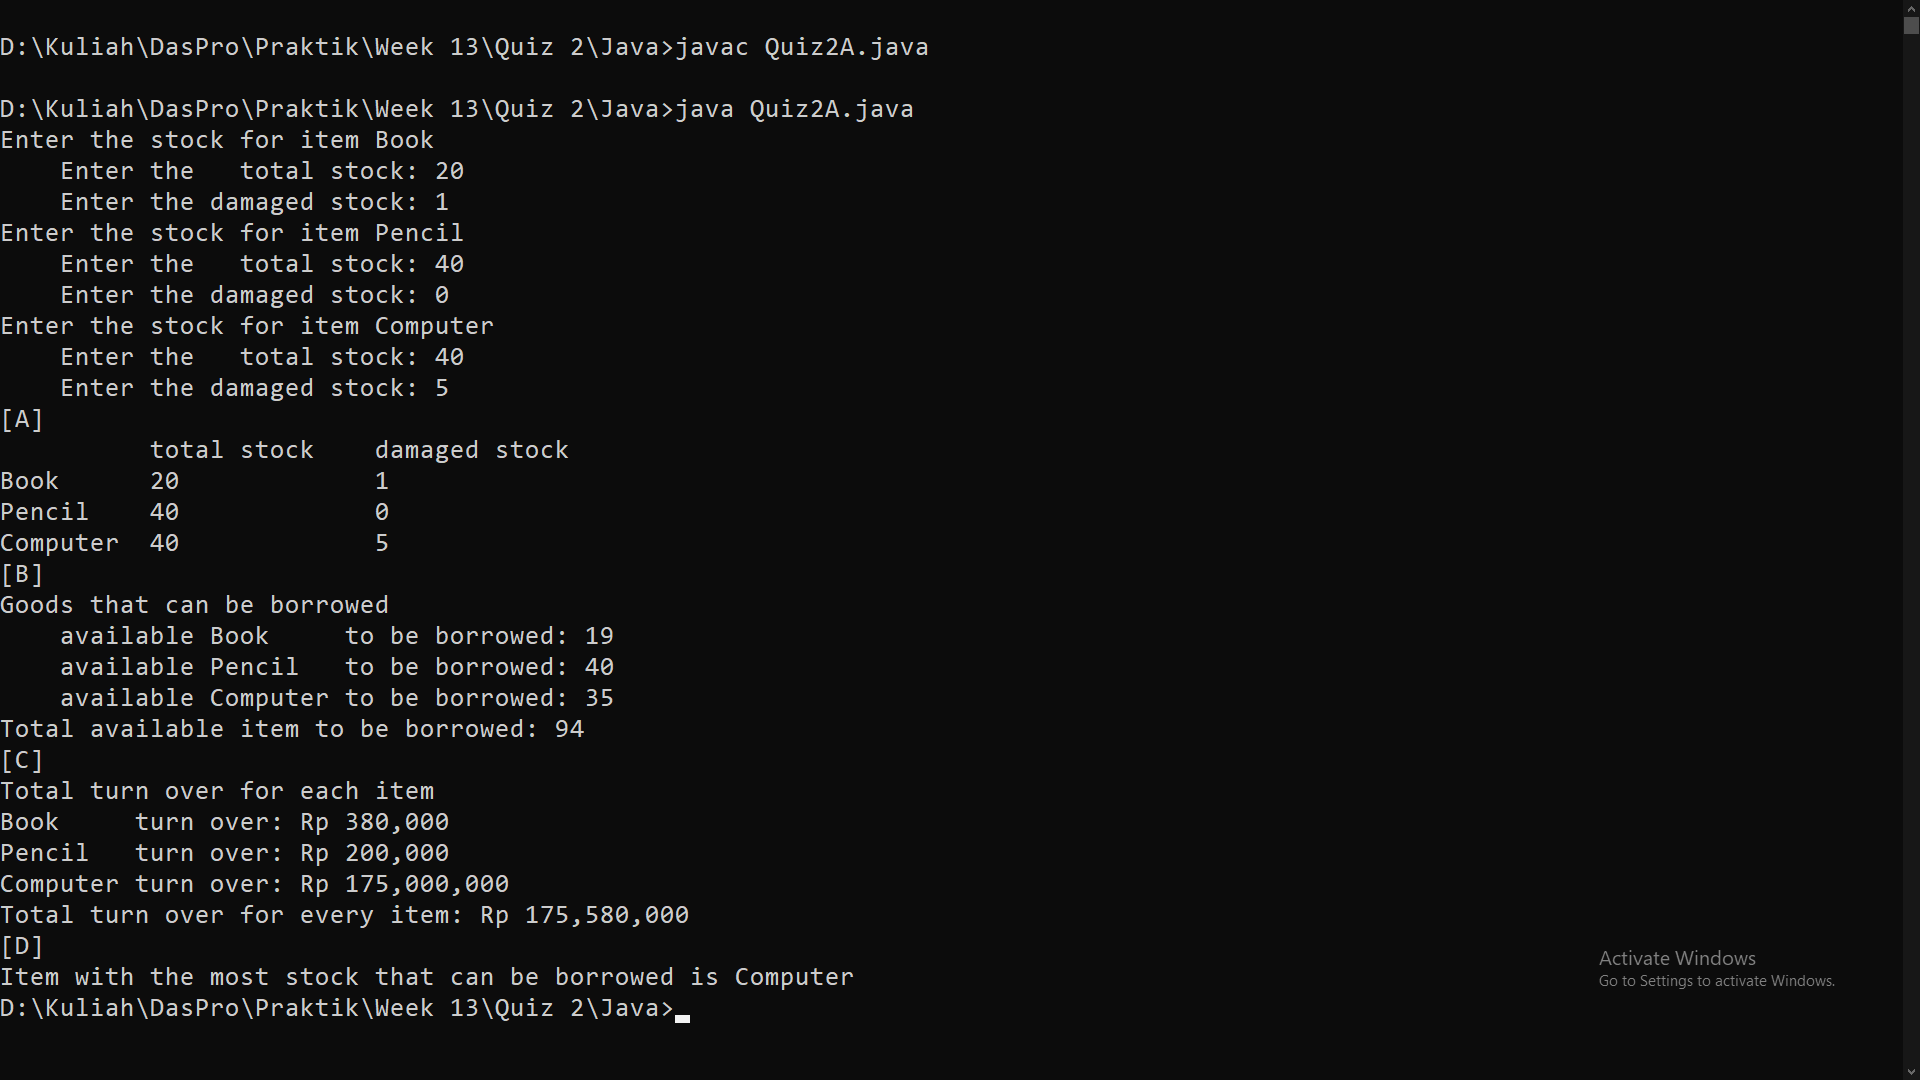 D:\Kuliah\DasPro\Praktik\Week 13\Quiz 2\Java>javac Quiz2A.java

D:\Kuliah\DasPro\Praktik\Week 13\Quiz 2\Java>java Quiz2A.java
Enter the stock for item Book
    Enter the   total stock: 20
    Enter the damaged stock: 1
Enter the stock for item Pencil
    Enter the   total stock: 40
    Enter the damaged stock: 0
Enter the stock for item Computer
    Enter the   total stock: 40
    Enter the damaged stock: 5
[A]
          total stock    damaged stock
Book      20             1
Pencil    40             0
Computer  40             5
[B]
Goods that can be borrowed
    available Book     to be borrowed: 19
    available Pencil   to be borrowed: 40
    available Computer to be borrowed: 35
Total available item to be borrowed: 94
[C]
Total turn over for each item
Book     turn over: Rp 380,000
Pencil   turn over: Rp 200,000
Computer turn over: Rp 175,000,000
Total turn over for every item: Rp 175,580,000
[D]
Item with the most stock that can be borrowed is Computer
D:\Kuliah\DasPro\Praktik\Week 13\Quiz 2\Java>
Activate Windows
Go to Settings to activate Windows.